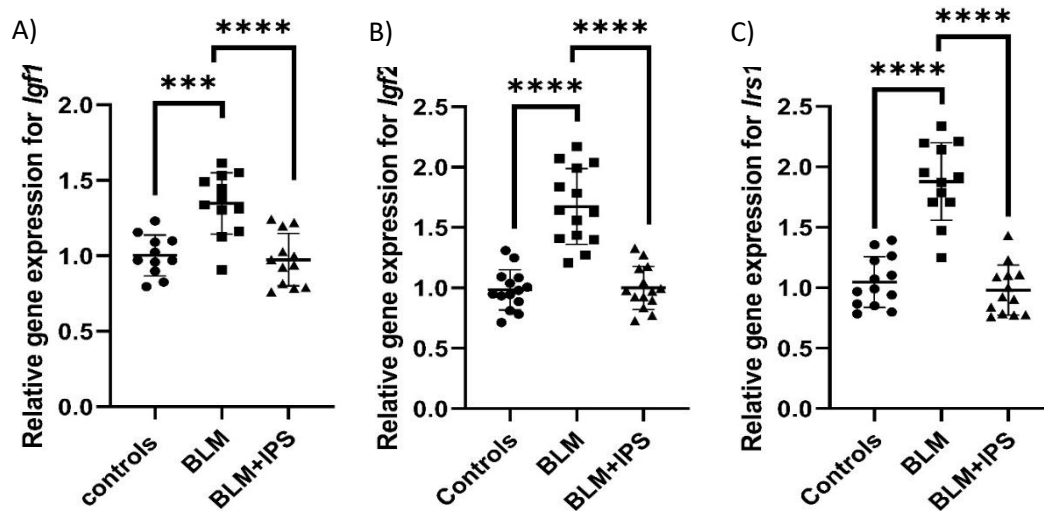 A)
Relative gene expression for Igf1
***
****
2.0
1.5
1.0
0.5
0.0
controls
BLM
BLM+IPS
B)
Relative gene expression for Igf2
****
****
2.5
2.0
1.5
1.0
0.5
0.0
Controls
BLM
BLM+IPS
C)
Relative gene expression for Irs1
****
****
2.5
2.0
1.5
1.0
0.5
0.0
Controls
BLM
BLM+IPS